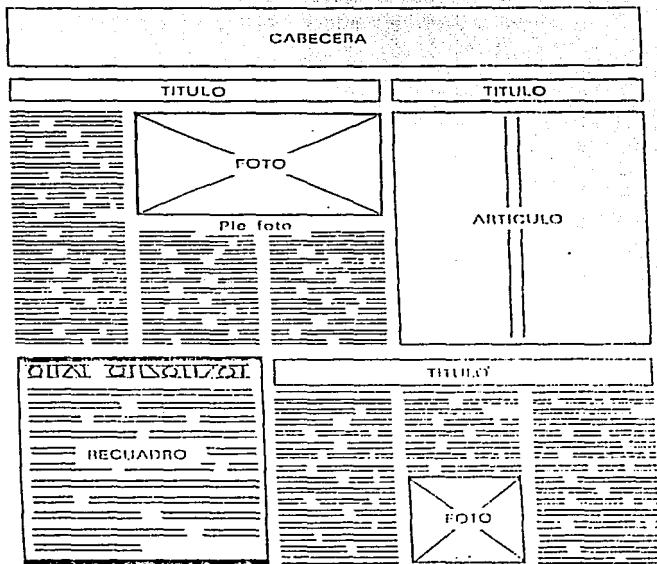 CABECERA
TITULO
TITULO
FOTO
Pie foto
ARTICULO
TITULO
RECUADRO
FOTO